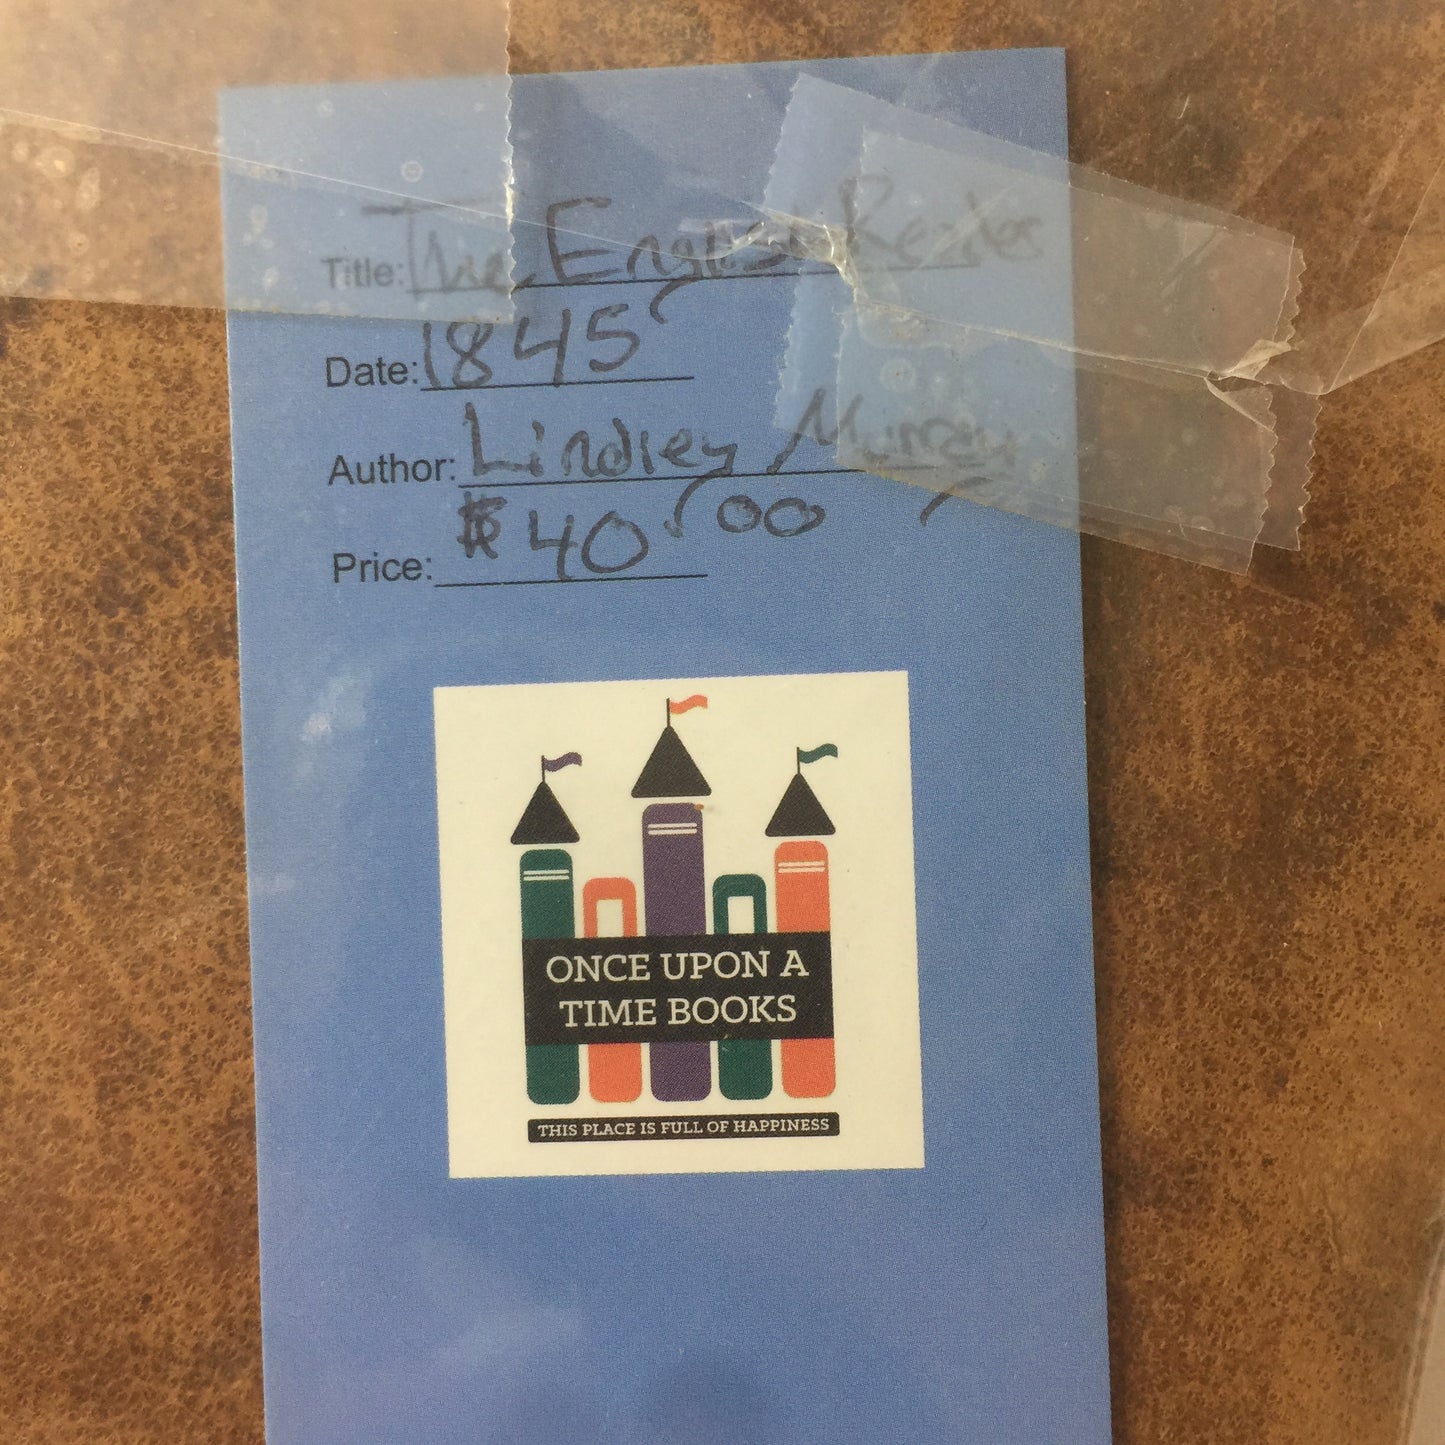 Title: The English Reader
Date: 1845
Author: Lindley Murray
Price: $40.00
ONCE UPON A
TIME BOOKS
THIS PLACE IS FULL OF HAPPINESS